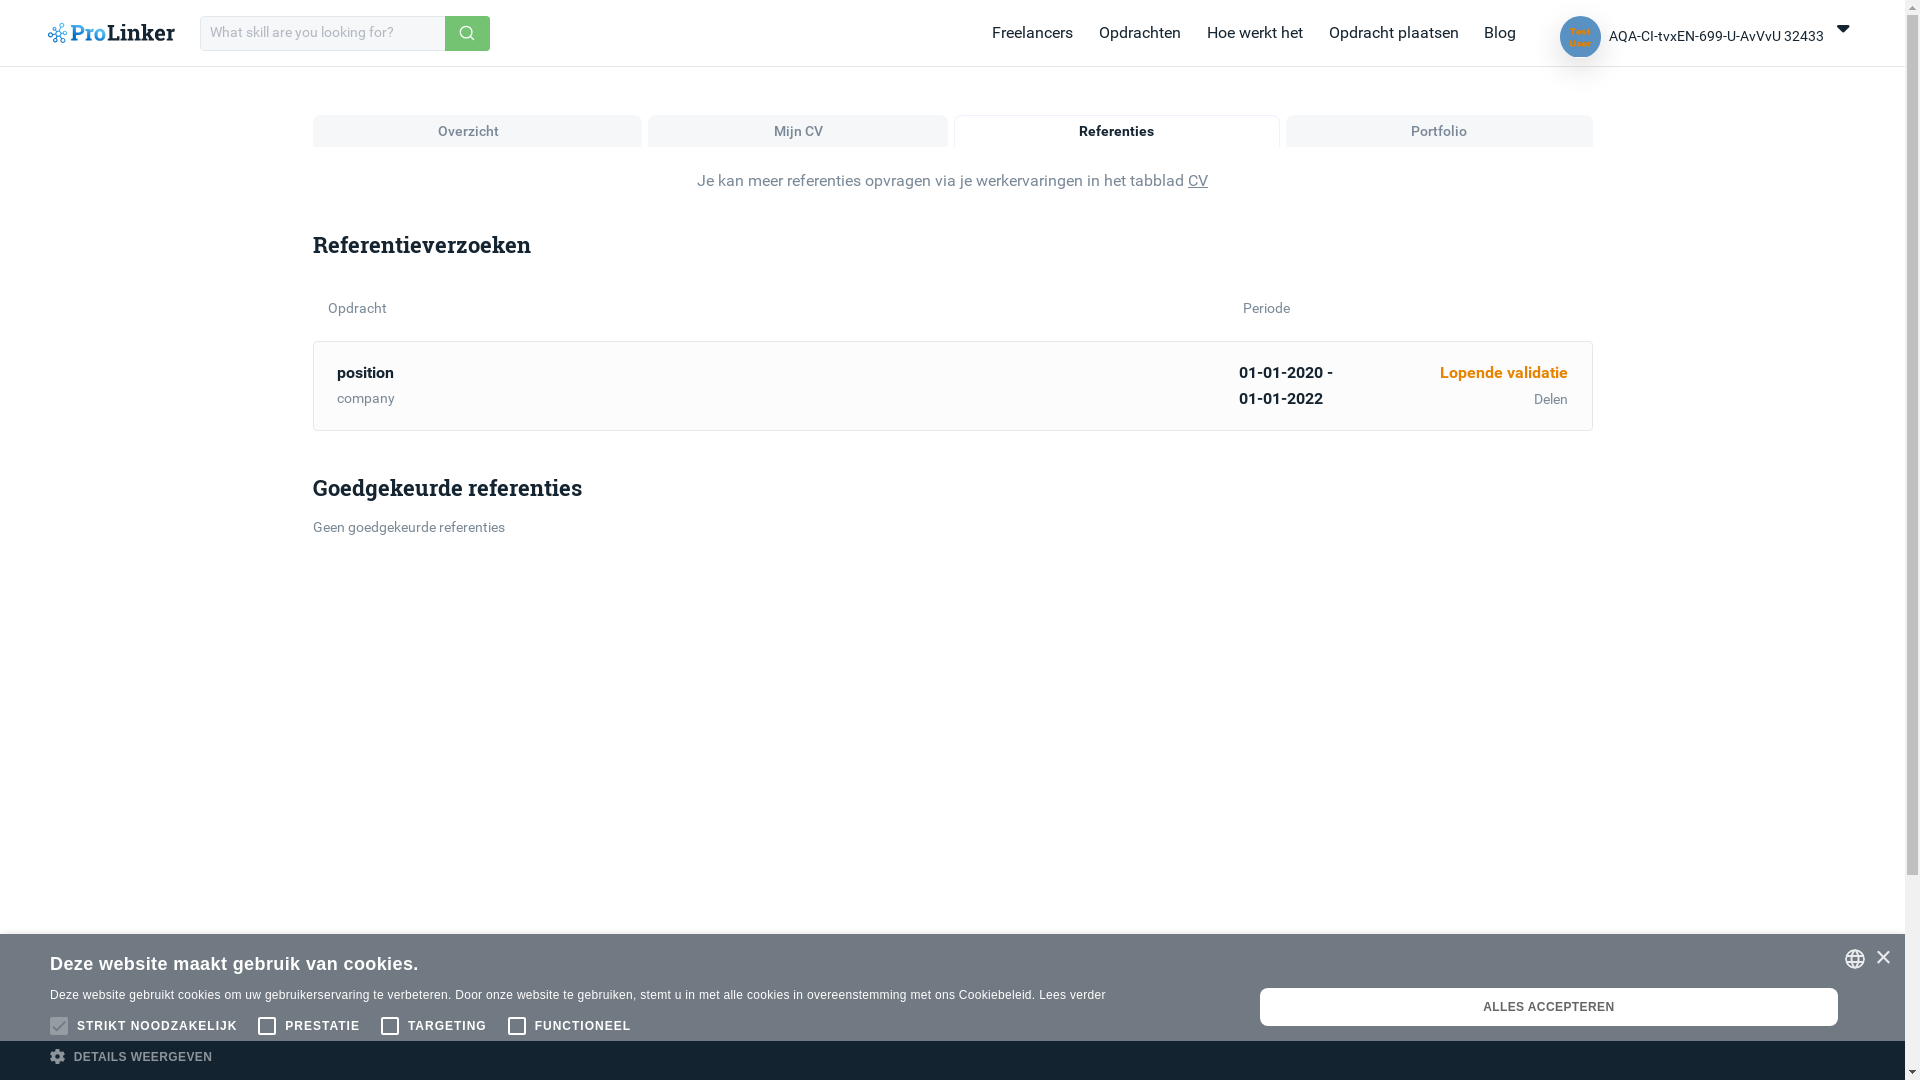 ProLinker
What skill are you looking for?
Freelancers Opdrachten Hoe werkt het Opdracht plaatsen Blog
Test User
AQA-CI-tvxEN-699-U-AvVvU 32433
Overzicht Mijn CV Referenties Portfolio
Je kan meer referenties opvragen via je werkervaringen in het tabblad CV
Referentieverzoeken
Opdracht Periode
position 01-01-2020 - Lopende validatie
company 01-01-2022 Delen
Goedgekeurde referenties
Geen goedgekeurde referenties
Deze website maakt gebruik van cookies.
Deze website gebruikt cookies om uw gebruikerservaring te verbeteren. Door onze website te gebruiken, stemt u in met alle cookies in overeenstemming met ons Cookiebeleid. Lees verder
STRIKT NOODZAKELIJK PRESTATIE TARGETING FUNCTIONEEL
ALLES ACCEPTEREN
DETAILS WEERGEVEN